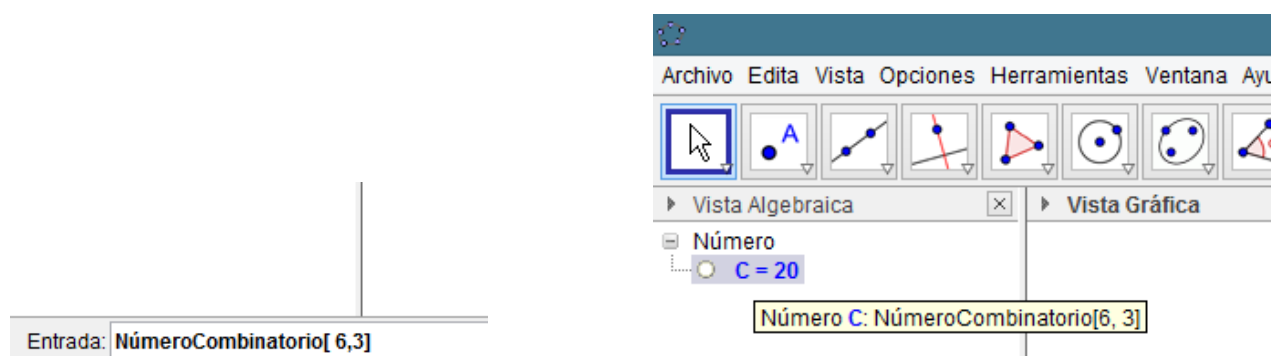 Archivo Edita Vista Opciones Herramientas Ventana
A
Vista Algebraica
Vista Gráfica
Número
C = 20
Número C: NúmeroCombinatorio[6, 3]
Entrada: NúmeroCombinatorio[ 6,3]